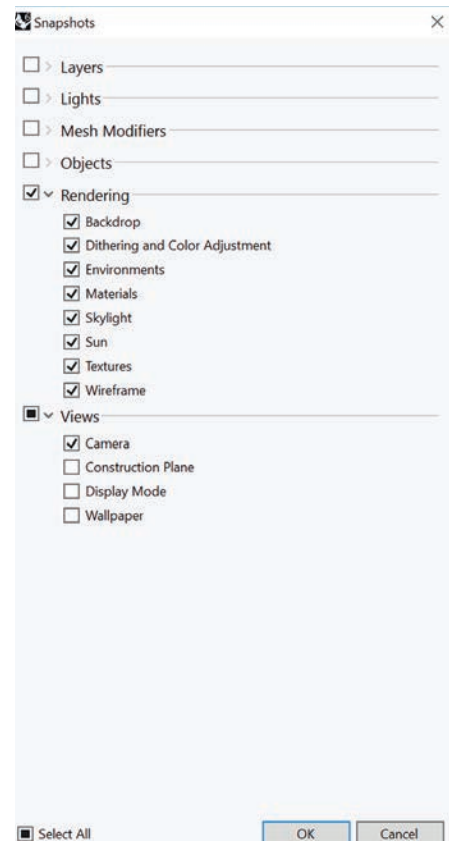 Snapshots
Layers
Lights
Mesh Modifiers
Objects
Rendering
Backdrop
Dithering and Color Adjustment
Environments
Materials
Skylight
Sun
Textures
Wireframe
Views
Camera
Construction Plane
Display Mode
Wallpaper
Select All OK Cancel